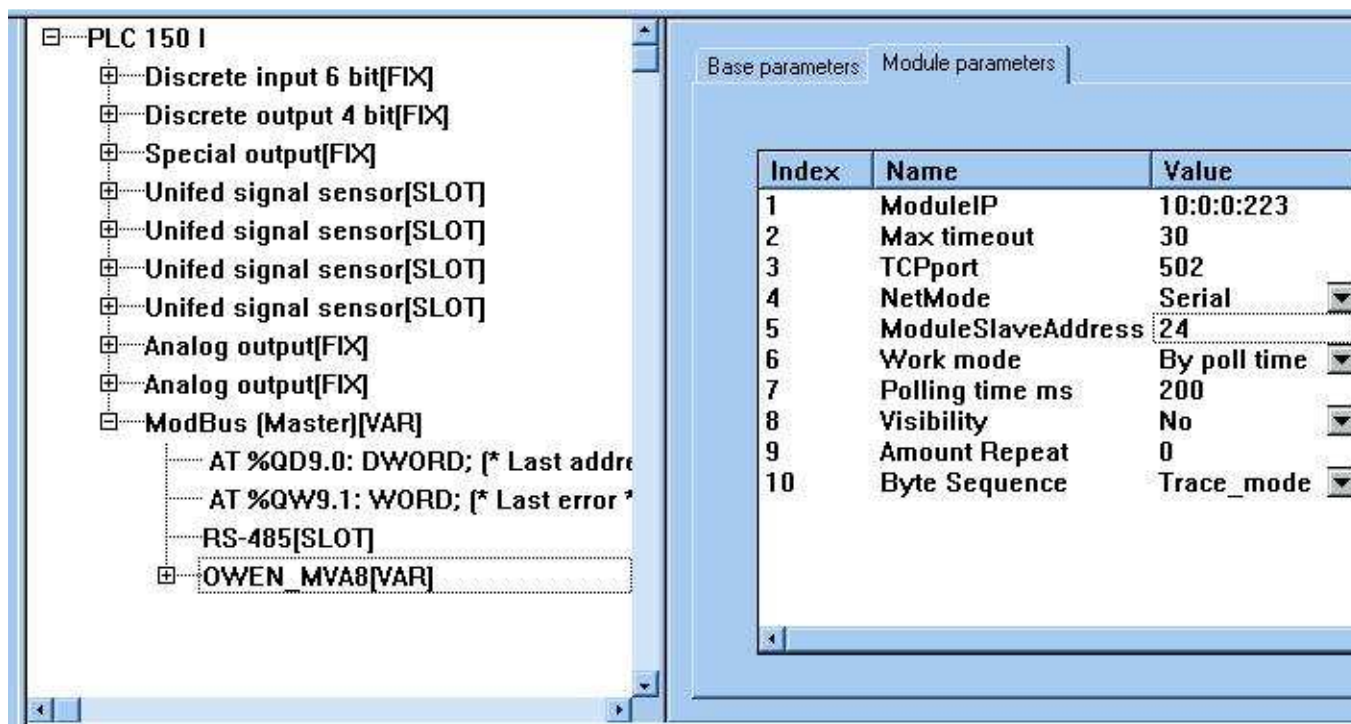 PLC 150 I
Discrete input 6 bit[FIX]
Discrete output 4 bit[FIX]
Special output[FIX]
Unifed signal sensor[SLOT]
Unifed signal sensor[SLOT]
Unifed signal sensor[SLOT]
Unifed signal sensor[SLOT]
Analog output[FIX]
Analog output[FIX]
ModBus (Master)[VAR]
AT %QD9.0: DWORD; (* Last addre
AT %QW9.1: WORD; (* Last error *
RS-485[SLOT]
OWEN_MVA8[VAR]
Base parameters Module parameters
Index Name Value
1 ModuleIP 10:0:0:223
2 Max timeout 30
3 TCPport 502
4 NetMode Serial
5 ModuleSlaveAddress 24
6 Work mode By poll time
7 Polling time ms 200
8 Visibility No
9 Amount Repeat 0
10 Byte Sequence Trace_mode